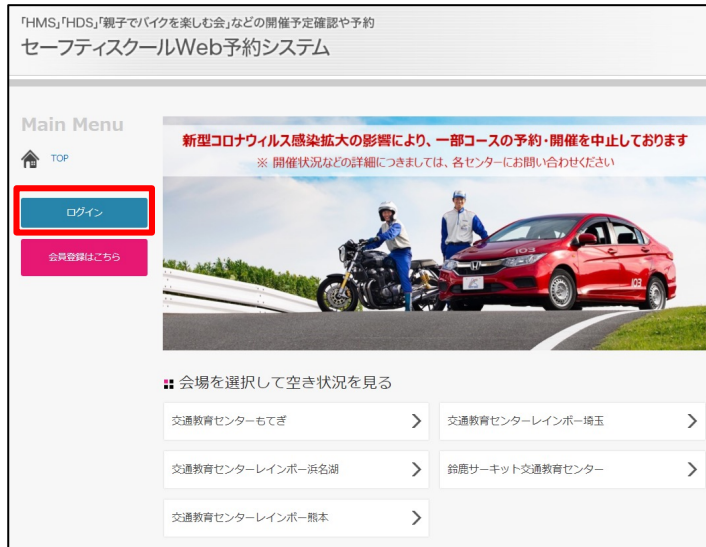 「HMS」「HDS」「親子でバイクを楽しむ会」などの開催予定確認や予約
セーフティスクールWeb予約システム
Main Menu
TOP
ログイン
会員登録はこちら
新型コロナウィルス感染拡大の影響により、一部コースの予約・開催を中止しております
※ 開催状況などの詳細につきましては、各センターにお問い合わせください
103
103
会場を選択して空き状況を見る
交通教育センターもてぎ
交通教育センターレインボー埼玉
交通教育センターレインボー浜名湖
鈴鹿サーキット交通教育センター
交通教育センターレインボー熊本